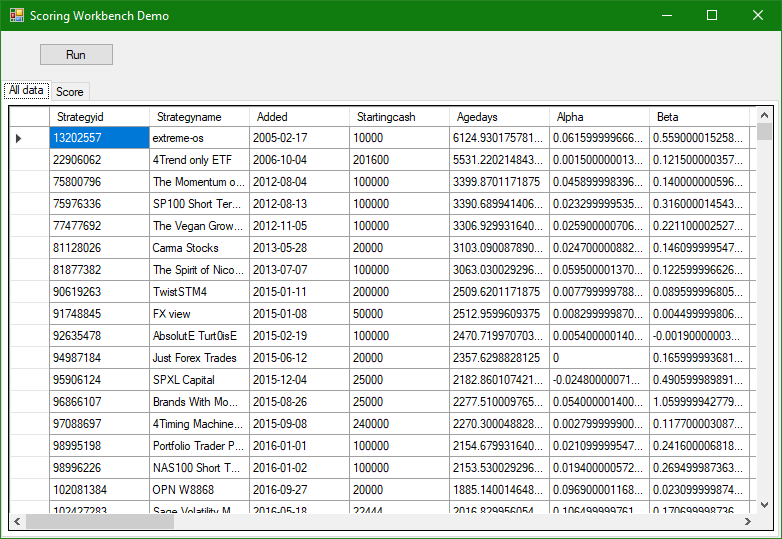 Scoring Workbench Demo
Run
All data Score
Strategyid Strategyname Added Startingcash Agedays Alpha Beta
13202557 extreme-os 2005-02-17 10000 6124.930175781... 0.061599999666... 0.559000015258...
22906062 4Trend only ETF 2006-10-04 201600 5531.220214843... 0.001500000013... 0.121500000357...
75800796 The Momentum o... 2012-08-04 100000 3399.8701171875 0.045899998396... 0.140000000596...
75976336 SP100 Short Ter... 2012-08-13 100000 3390.689941406... 0.023299999535... 0.316000014543...
77477692 The Vegan Grow... 2012-11-05 100000 3306.929931640... 0.025900000706... 0.221100002527...
81128026 Carma Stocks 2013-05-28 20000 3103.090087890... 0.024700000882... 0.146099999547...
81877382 The Spirit of Nico... 2013-07-07 100000 3063.030029296... 0.059500001370... 0.122599996626...
90619263 TwistSTM4 2015-01-11 200000 2509.6201171875 0.007799999788... 0.089599996805...
91748845 FX view 2015-01-08 50000 2512.9599609375 0.008299999870... 0.004499999806...
92635478 AbsolutE Turt0isE 2015-02-19 100000 2470.719970703... 0.005400000140... -0.00190000003...
94987184 Just Forex Trades 2015-06-12 20000 2357.6298828125 0 0.165999993681...
95906124 SPXL Capital 2015-12-04 25000 2182.860107421... -0.02480000071... 0.490599989891...
96866107 Brands With Mo... 2015-08-26 25000 2277.510009765... 0.054000001400... 1.059999942779...
97088697 4Timing Machine... 2015-09-08 240000 2270.300048828... 0.002799999900... 0.117700003087...
98995198 Portfolio Trader P... 2016-01-01 100000 2154.679931640... 0.021099999547... 0.241600006818...
98996226 NAS100 Short T... 2016-01-02 100000 2153.530029296... 0.019400000572... 0.269499987363...
102081384 OPN W8868 2016-09-27 20000 1885.140014648... 0.096900001168... 0.023099999874...
102427283 Sage Volatility M... 2016-05-18 22444 2016.829956054... 0.106499999761... 0.170699998736...